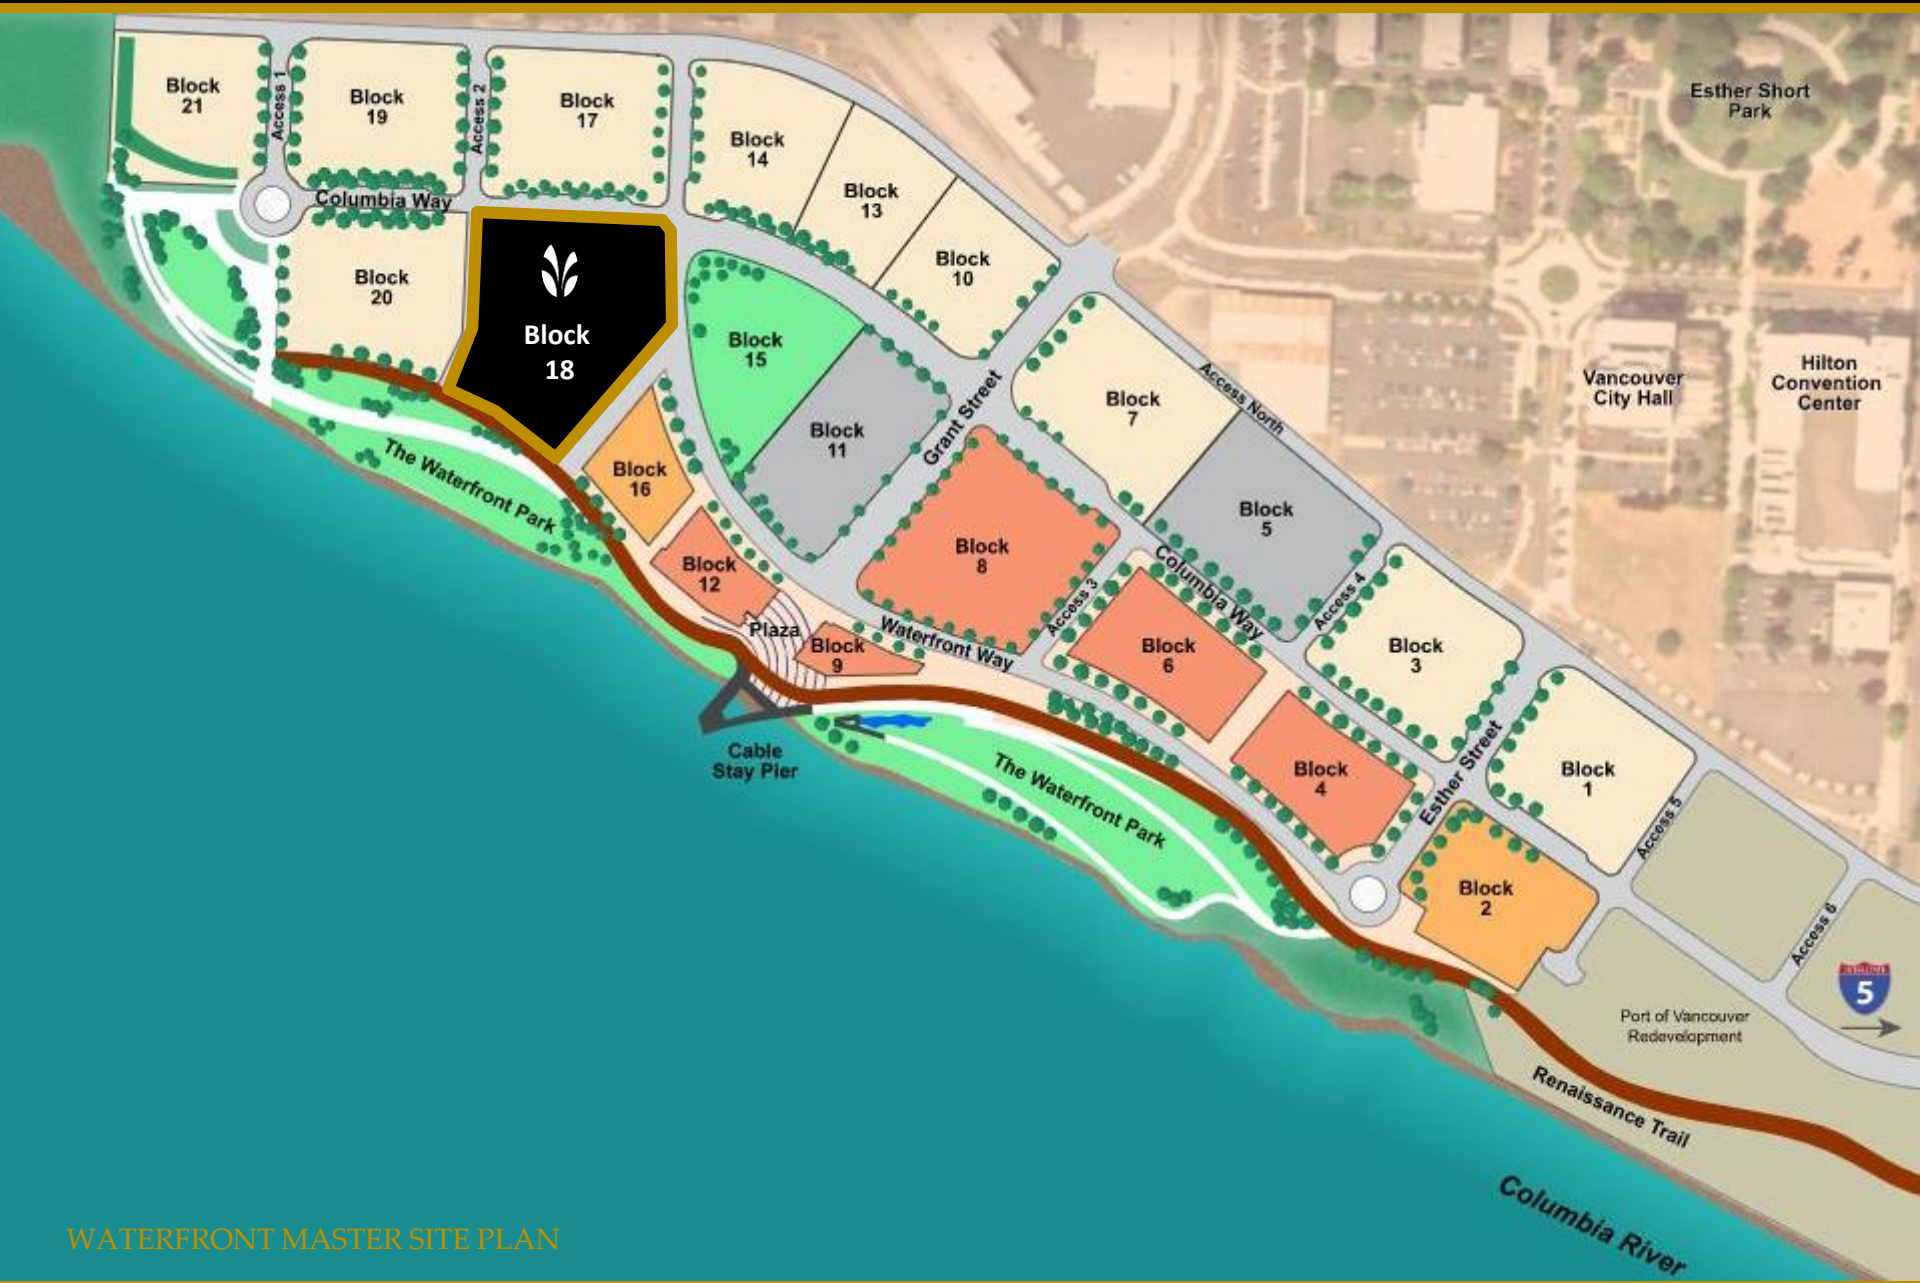 Block
21
Access 1
Block
19
Access 2
Block
17
Block
14
Block
13
Block
10
Esther Short
Park
Columbia Way
Block
20
Block
18
Block
15
Block
11
Grant Street
Block
7
Access North
Block
5
Vancouver
City Hall
Hilton
Convention
Center
The Waterfront Park
Block
16
Block
12
Plaza
Block
9
Waterfront Way
Block
8
Access 3
Columbia Way
Access 4
Block
6
Block
3
Block
4
Esther Street
Block
1
Access 5
Block
2
Access 6
Cable
Stay Pier
The Waterfront Park
INTERSTATE
5
Port of Vancouver
Redevelopment
Renaissance Trail
Columbia River
WATERFRONT MASTER SITE PLAN